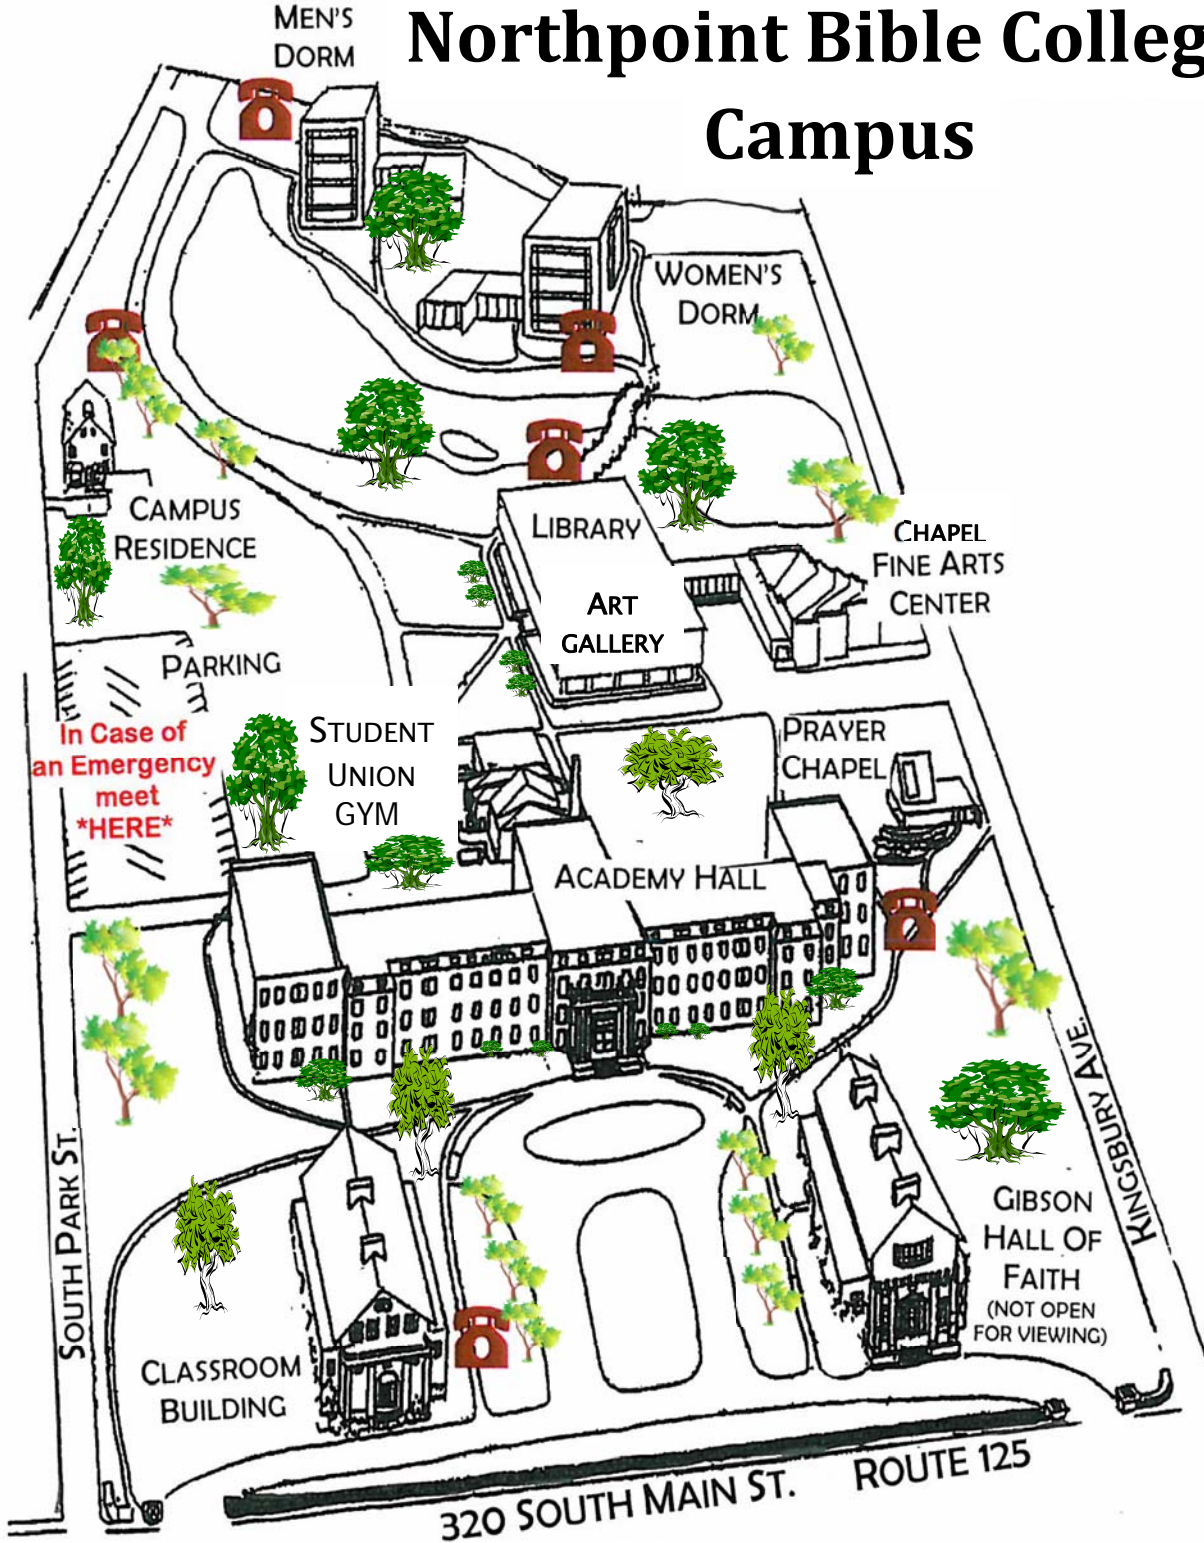 MEN'S
DORM
Northpoint Bible Colleg
Campus
WOMEN'S
DORM
CAMPUS
RESIDENCE
LIBRARY
ART
GALLERY
CHAPEL
FINE ARTS
CENTER
PARKING
In Case of
an Emergency
meet
*HERE*
STUDENT
UNION
GYM
PRAYER
CHAPEL
ACADEMY HALL
SOUTH PARK ST.
KINGSBURY AVE.
GIBSON
HALL OF
FAITH
(NOT OPEN
FOR VIEWING)
CLASSROOM
BUILDING
320 SOUTH MAIN ST. ROUTE 125